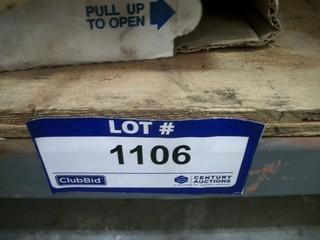 PULL UP
TO OPEN
LOT #
1106
ClubBid
CENTURY
AUCTIONS